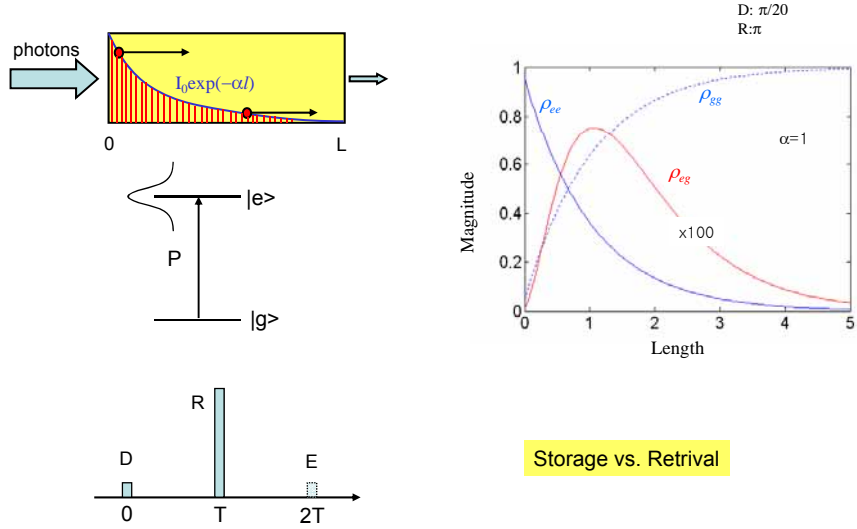 D: π/20
R:π
photons
I₀exp(−αl)
0
L
|e>
P
|g>
R
D
E
0
T
2T
1
0.8
0.6
0.4
0.2
0
Magnitude
ρee
ρgg
α=1
ρeg
x100
0
1
2
3
4
5
Length
Storage vs. Retrival